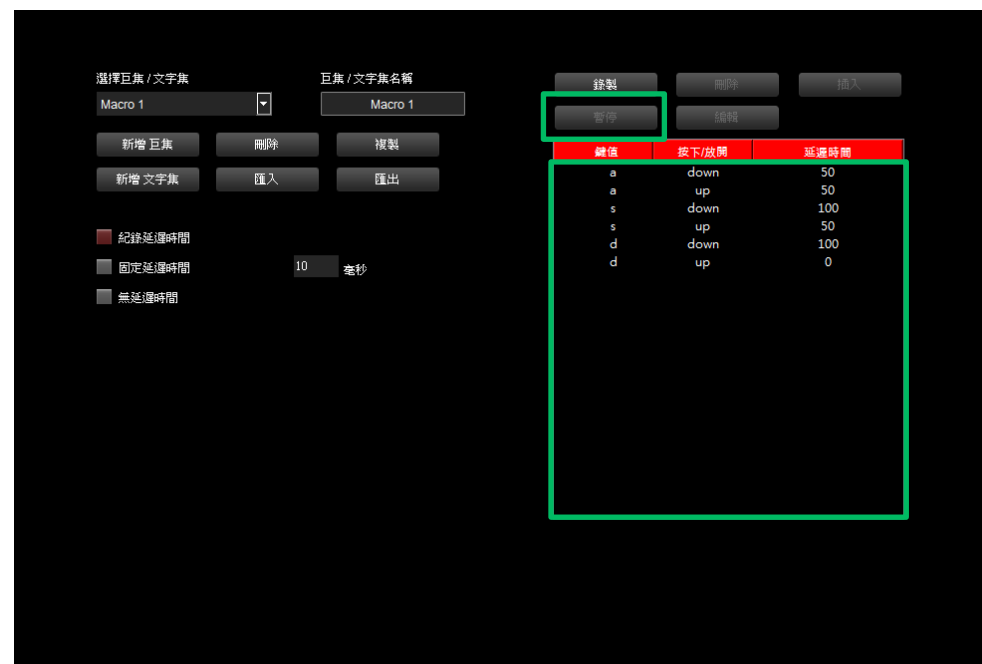 選擇巨集 / 文字集
巨集 / 文字集名稱
Macro 1
Macro 1
新增 巨集
刪除
複製
新增 文字集
匯入
匯出
紀錄延遲時間
固定延遲時間
10
毫秒
無延遲時間
錄製
刪除
插入
暫停
編輯
鍵值 按下/放開 延遲時間
a down 50
a up 50
s down 100
s up 50
d down 100
d up 0